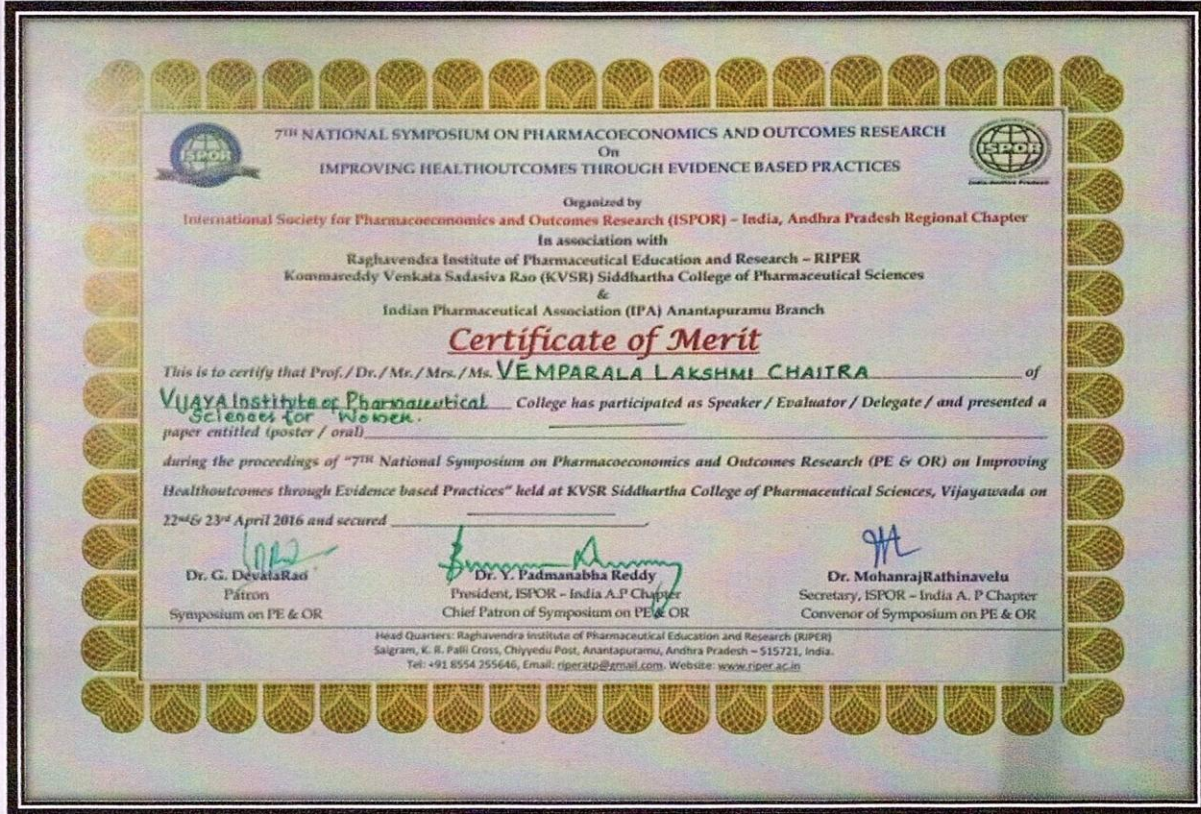 7TH NATIONAL SYMPOSIUM ON PHARMACOECONOMICS AND OUTCOMES RESEARCH
On
IMPROVING HEALTHOUTCOMES THROUGH EVIDENCE BASED PRACTICES
ISPOR
ISPOR
India-Andhra Pradesh
Organized by
International Society for Pharmacoeconomics and Outcomes Research (ISPOR) – India, Andhra Pradesh Regional Chapter
In association with
Raghavendra Institute of Pharmaceutical Education and Research – RIPER
Kommareddy Venkata Sadasiva Rao (KVSR) Siddhartha College of Pharmaceutical Sciences
&
Indian Pharmaceutical Association (IPA) Anantapuramu Branch
Certificate of Merit
This is to certify that Prof./Dr./Mr./Mrs./Ms. VEMPARALA LAKSHMI CHAITRA of
VIJAYA Institute of Pharmaceutical College has participated as Speaker / Evaluator / Delegate / and presented a
Sciences for Women.
paper entitled (poster / oral)
during the proceedings of "7TH National Symposium on Pharmacoeconomics and Outcomes Research (PE & OR) on Improving
Healthoutcomes through Evidence based Practices" held at KVSR Siddhartha College of Pharmaceutical Sciences, Vijayawada on
22nd& 23rd April 2016 and secured
Dr. G. DevalaRao
Patron
Symposium on PE & OR
Dr. Y. Padmanabha Reddy
President, ISPOR – India A.P Chapter
Chief Patron of Symposium on PE & OR
Dr. MohanrajRathinavelu
Secretary, ISPOR – India A. P Chapter
Convenor of Symposium on PE & OR
Head Quarters: Raghavendra Institute of Pharmaceutical Education and Research (RIPER)
Saigram, K. R. Palli Cross, Chiyyedu Post, Anantapuramu, Andhra Pradesh – 515721, India.
Tel: +91 8554 255646, Email: riperatp@gmail.com. Website: www.riper.ac.in